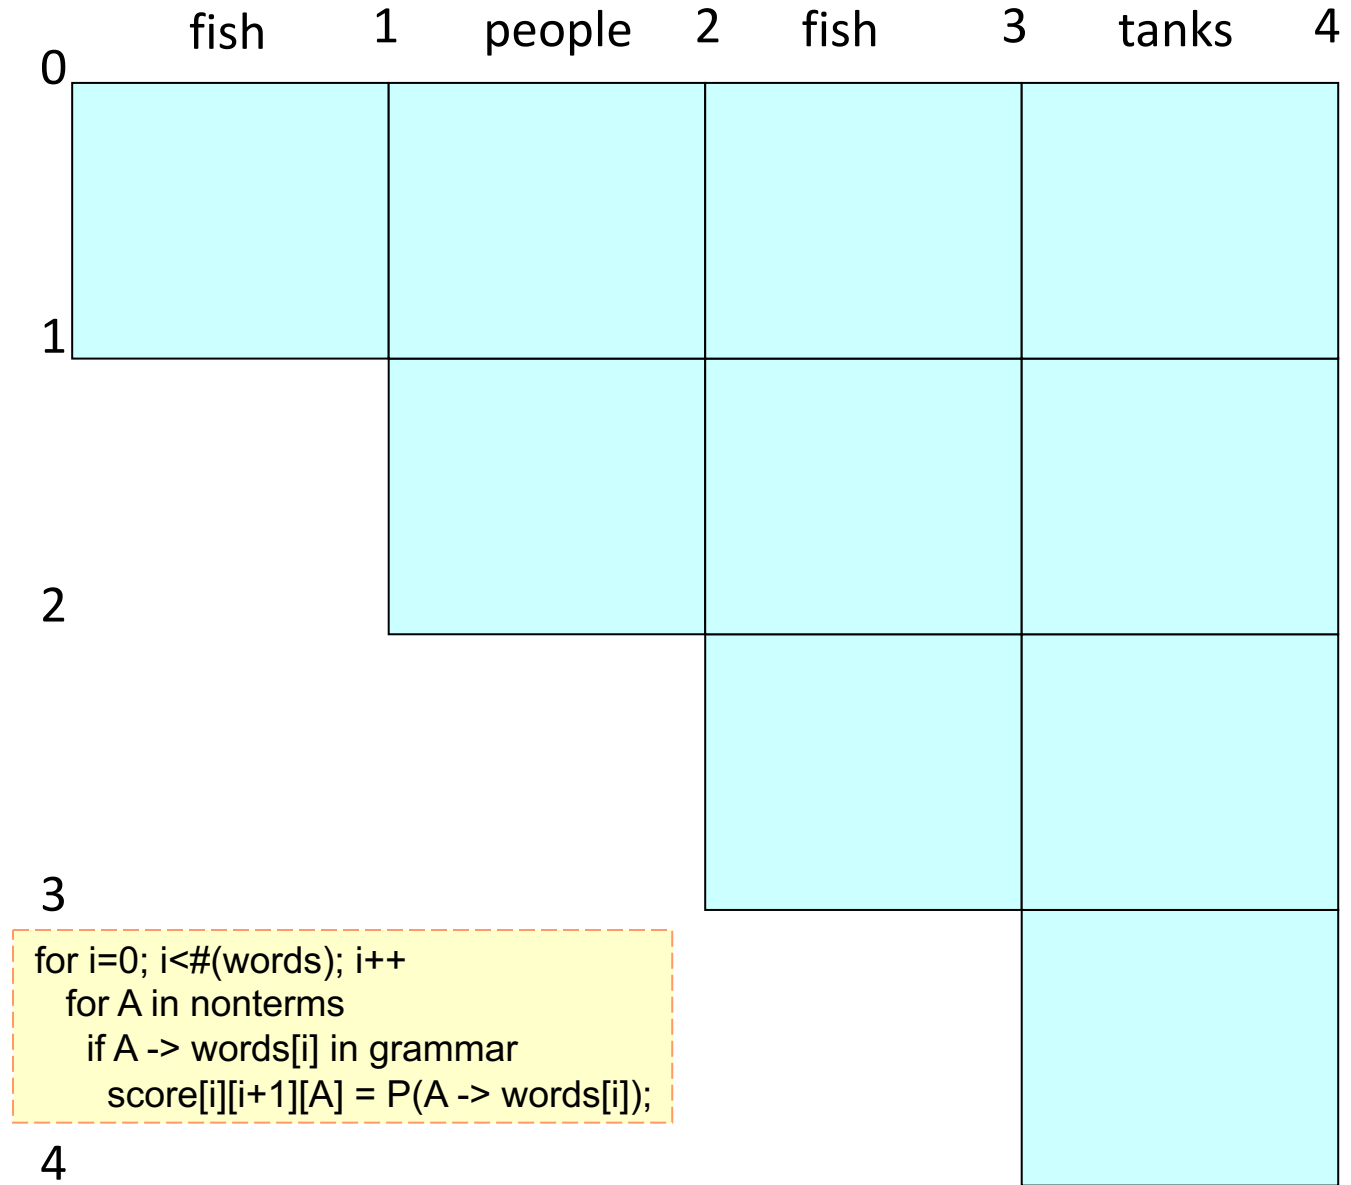 fish 1 people 2 fish 3 tanks 4
0
1
2
3
for i=0; i<#(words); i++
for A in nonterms
if A -> words[i] in grammar
score[i][i+1][A] = P(A -> words[i]);
4